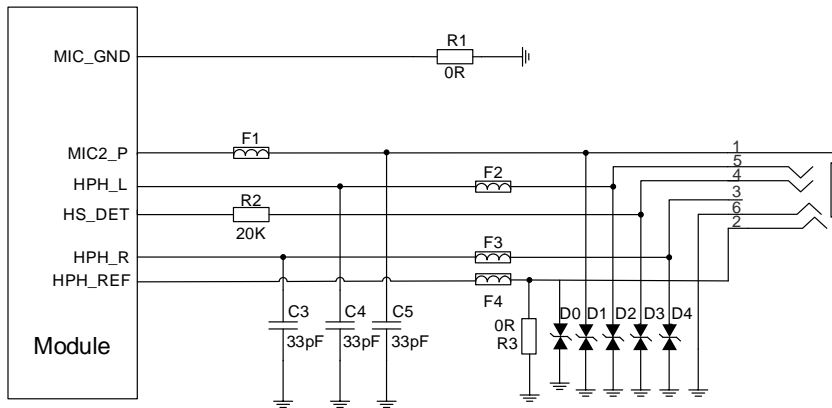 MIC_GND
R1
0R
F1
MIC2_P
1
5
HPH_L
F2
4
HS_DET
R2
20K
3
6
2
HPH_R
F3
HPH_REF
F4
C3
33pF
C4
33pF
C5
33pF
0R
R3
D0
D1
D2
D3
D4
Module